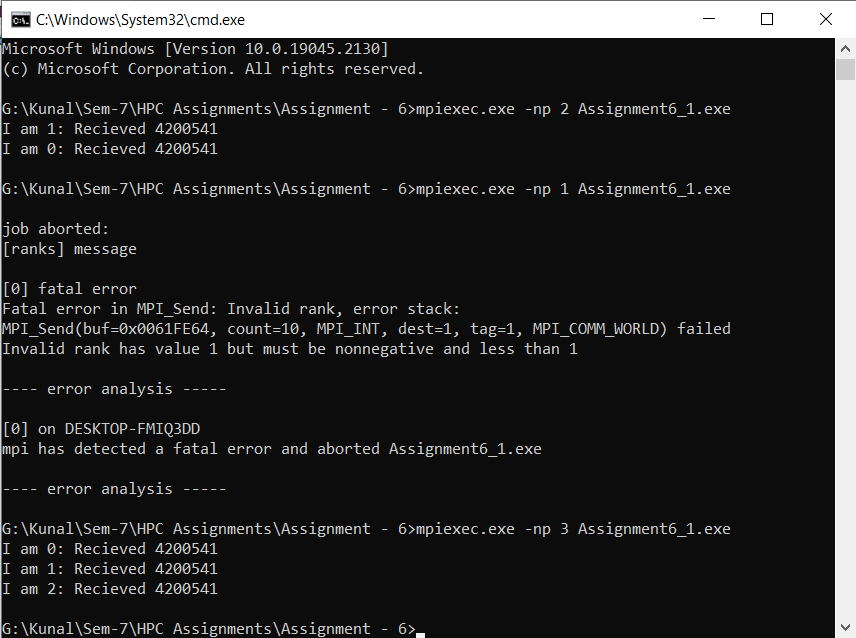 C:\Windows\System32\cmd.exe
Microsoft Windows [Version 10.0.19045.2130]
(c) Microsoft Corporation. All rights reserved.
G:\Kunal\Sem-7\HPC Assignments\Assignment - 6>mpiexec.exe -np 2 Assignment6_1.exe
I am 1: Recieved 4200541
I am 0: Recieved 4200541
G:\Kunal\Sem-7\HPC Assignments\Assignment - 6>mpiexec.exe -np 1 Assignment6_1.exe
job aborted:
[ranks] message
[0] fatal error
Fatal error in MPI_Send: Invalid rank, error stack:
MPI_Send(buf=0x0061FE64, count=10, MPI_INT, dest=1, tag=1, MPI_COMM_WORLD) failed
Invalid rank has value 1 but must be nonnegative and less than 1
---- error analysis -----
[0] on DESKTOP-FMIQ3DD
mpi has detected a fatal error and aborted Assignment6_1.exe
---- error analysis -----
G:\Kunal\Sem-7\HPC Assignments\Assignment - 6>mpiexec.exe -np 3 Assignment6_1.exe
I am 0: Recieved 4200541
I am 1: Recieved 4200541
I am 2: Recieved 4200541
G:\Kunal\Sem-7\HPC Assignments\Assignment - 6>